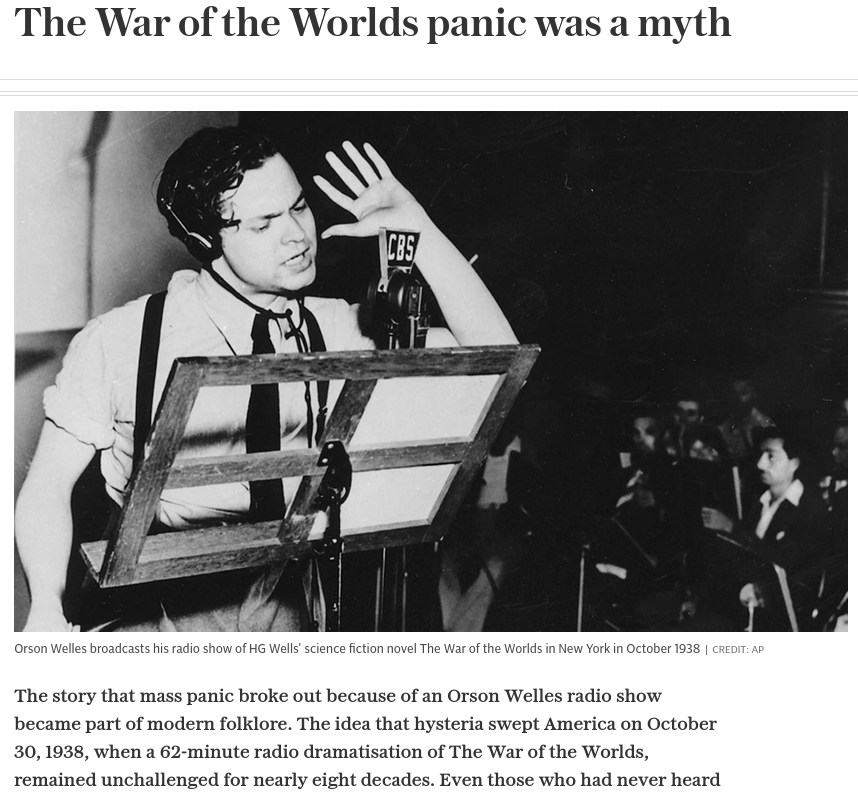 The War of the Worlds panic was a myth
CBS
Orson Welles broadcasts his radio show of HG Wells' science fiction novel The War of the Worlds in New York in October 1938 | CREDIT: AP
The story that mass panic broke out because of an Orson Welles radio show
became part of modern folklore. The idea that hysteria swept America on October
30, 1938, when a 62-minute radio dramatisation of The War of the Worlds,
remained unchallenged for nearly eight decades. Even those who had never heard